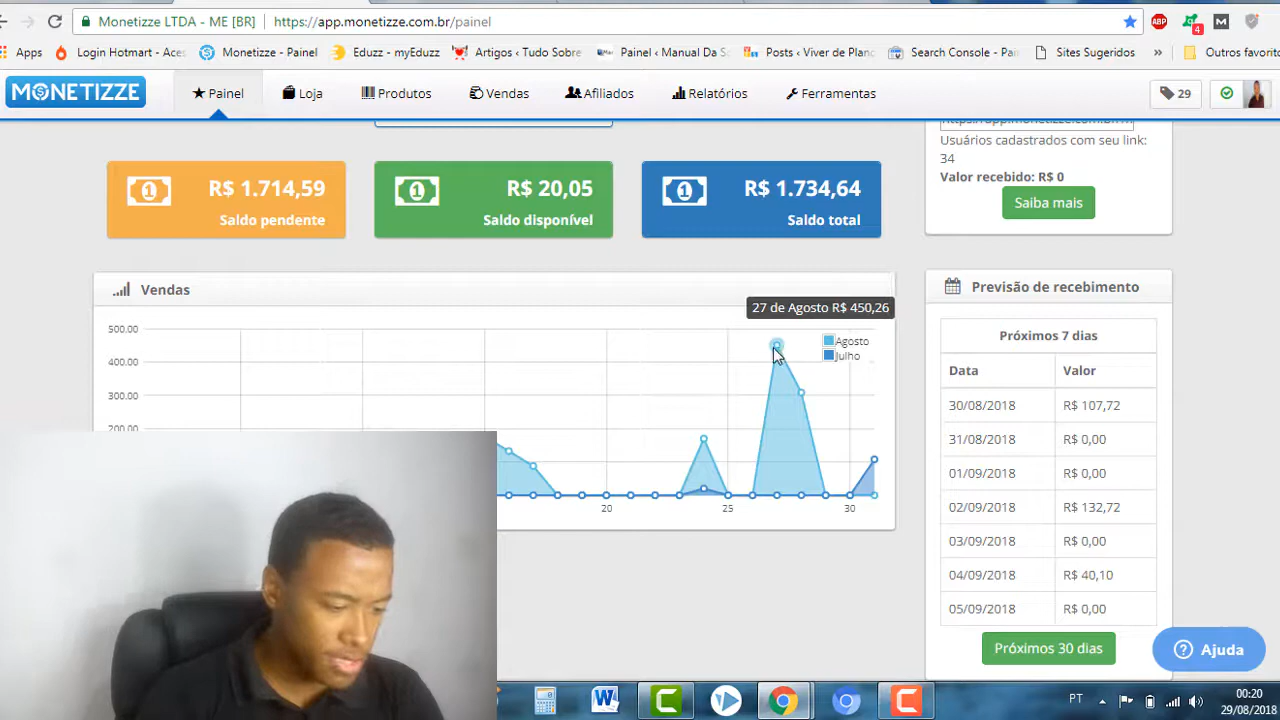 Monetizze LTDA - ME [BR] https://app.monetizze.com.br/painel
ABP 4 M
Apps Login Hotmart - Aces Monetizze - Painel Eduzz - myEduzz Artigos ‹ Tudo Sobre Painel ‹ Manual Da S Posts ‹ Viver de Planc Search Console - Pai Sites Sugeridos » Outros favorit
MONETIZZE Painel Loja Produtos Vendas Afiliados Relatórios Ferramentas 29
Usuários cadastrados com seu link:
34
Valor recebido: R$ 0
Saiba mais
R$ 1.714,59
Saldo pendente
R$ 20,05
Saldo disponível
R$ 1.734,64
Saldo total
Vendas
27 de Agosto R$ 450,26
Agosto
Julho
500.00
400.00
300.00
200.00
20 25 30
Previsão de recebimento
Próximos 7 dias
Data Valor
30/08/2018 R$ 107,72
31/08/2018 R$ 0,00
01/09/2018 R$ 0,00
02/09/2018 R$ 132,72
03/09/2018 R$ 0,00
04/09/2018 R$ 40,10
05/09/2018 R$ 0,00
Próximos 30 dias
Ajuda
PT
00:20
29/08/2018